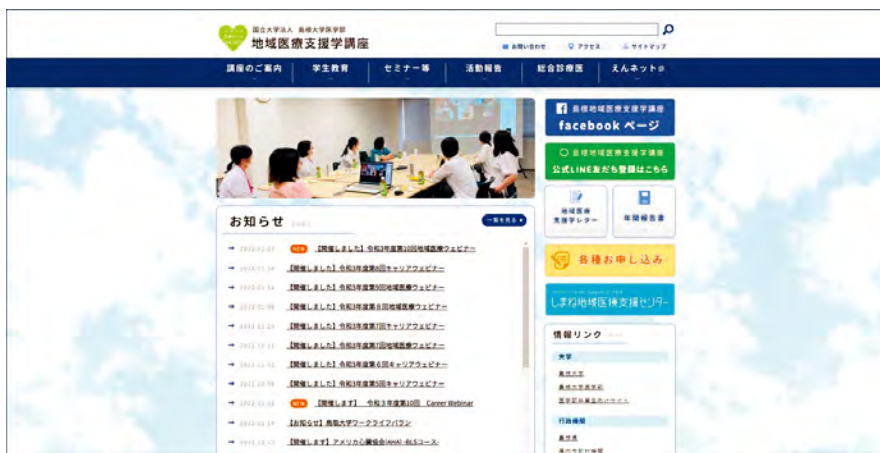 国立大学法人 島根大学医学部
地域医療支援学講座
お問い合わせ アクセス サイトマップ
講座のご案内 学生教育 セミナー等 活動報告 総合診療医 えんネット@
島根地域医療支援学講座
facebook ページ
島根地域医療支援学講座
公式LINE友だち登録はこちら
地域医療
支援学レター
年間報告書
各種お申し込み
しまね地域医療支援センター
お知らせ
一覧を見る
NEW 【開催しました】令和3年度第10回地域医療ウェビナー
【開催しました】令和3年度第8回キャリアウェビナー
【開催しました】令和3年度第9回地域医療ウェビナー
【開催しました】令和3年度第8回地域医療ウェビナー
【開催しました】令和3年度第7回キャリアウェビナー
【開催しました】令和3年度第7回地域医療ウェビナー
【開催しました】令和3年度第6回キャリアウェビナー
【開催しました】令和3年度第5回キャリアウェビナー
NEW 【開催します】 令和3年度第10回 Career Webinar
【お知らせ】鳥取大学ワークライフバラン
【開催します】アメリカ心臓協会(AHA)-BLSコース-
情報リンク
大学
島根大学
島根大学医学部
行政機関
島根県